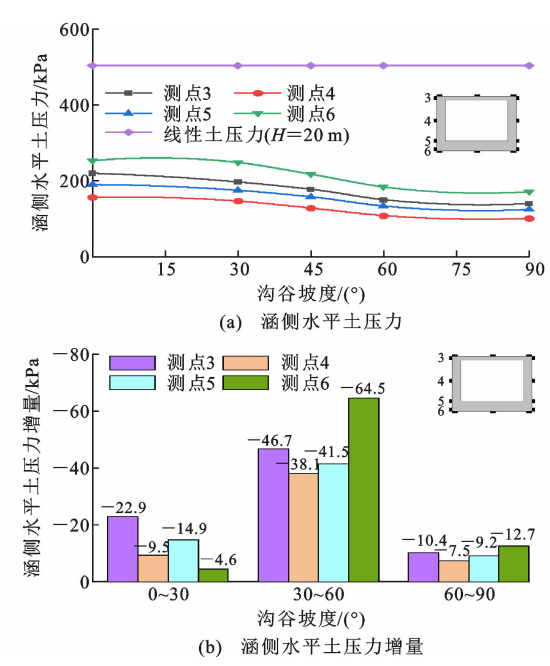 600
400
200
0
涵侧水平土压力/kPa
测点3 测点4
测点5 测点6
线性土压力(H=20 m)
3
4
5
6
15 30 45 60 75 90
沟谷坡度/(°)
(a) 涵侧水平土压力
-80
-60
-40
-20
0
涵侧水平土压力增量/kPa
测点3 测点4
测点5 测点6
3
4
5
6
-22.9 -9.5 -14.9 -4.6
-46.7 -38.1 -41.5 -64.5
-10.4 -7.5 -9.2 -12.7
0~30 30~60 60~90
沟谷坡度/(°)
(b) 涵侧水平土压力增量